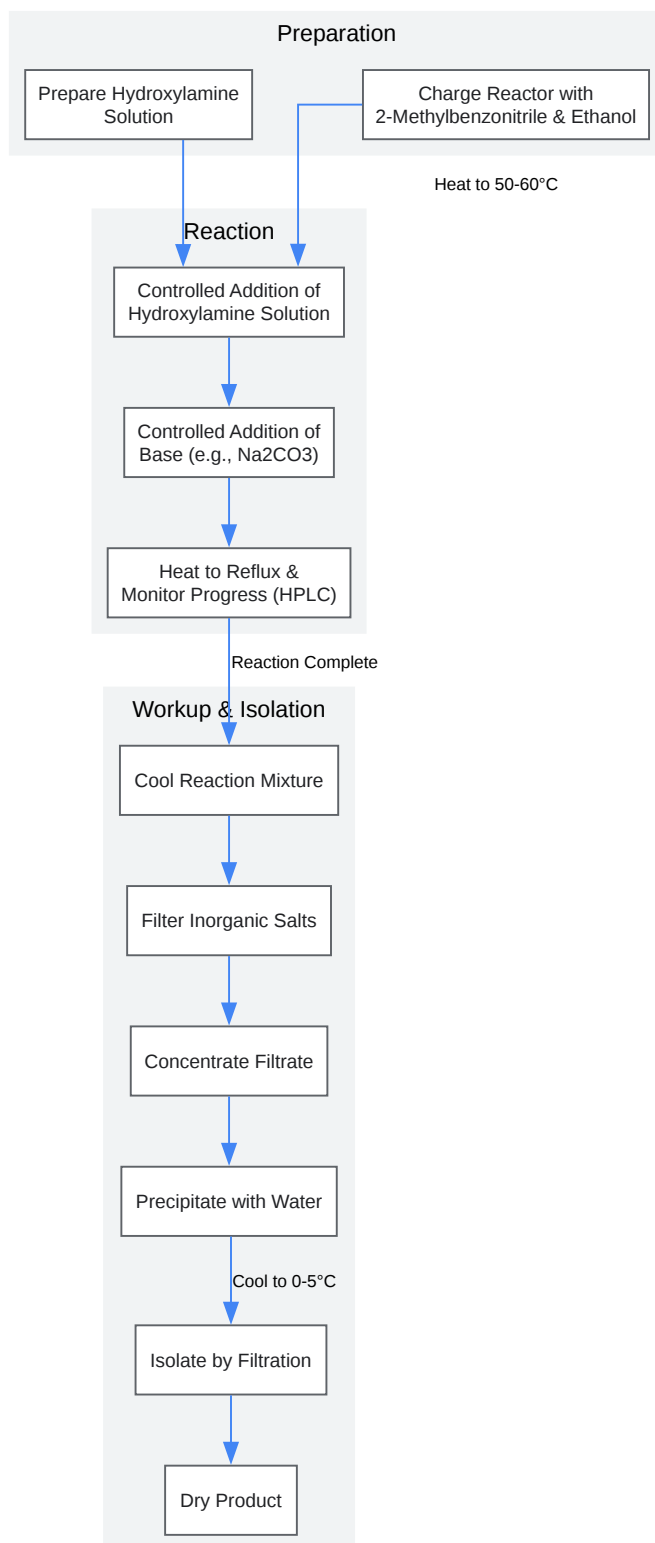 Preparation
Prepare Hydroxylamine
Solution
Charge Reactor with
2-Methylbenzonitrile & Ethanol
Heat to 50-60°C
Reaction
Controlled Addition of
Hydroxylamine Solution
Controlled Addition of
Base (e.g., Na2CO3)
Heat to Reflux &
Monitor Progress (HPLC)
Reaction Complete
Workup & Isolation
Cool Reaction Mixture
Filter Inorganic Salts
Concentrate Filtrate
Precipitate with Water
Cool to 0-5°C
Isolate by Filtration
Dry Product